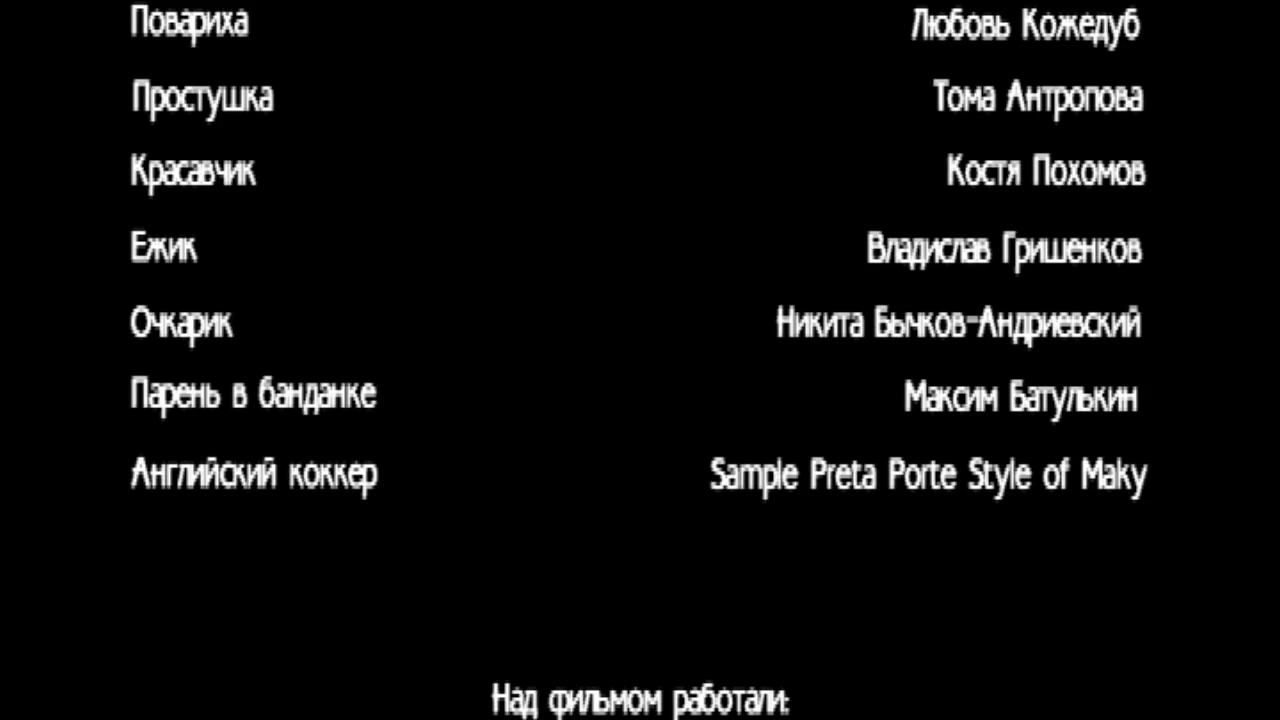 Повариха Любовь Кожедуб
Простушка Тома Антропова
Красавчик Костя Похомов
Ежик Владислав Гришенков
Очкарик Никита Бычков-Андриевский
Парень в банданке Максим Батулькин
Английский коккер Sample Preta Porte Style of Maky
Над фильмом работали: